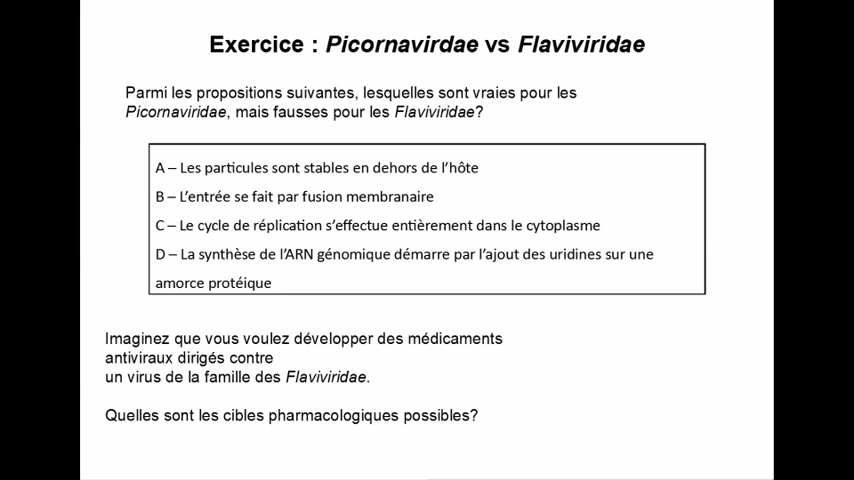 Exercice : Picornavirdae vs Flaviviridae
Parmi les propositions suivantes, lesquelles sont vraies pour les
Picornaviridae, mais fausses pour les Flaviviridae?
A – Les particules sont stables en dehors de l’hôte
B – L’entrée se fait par fusion membranaire
C – Le cycle de réplication s’effectue entièrement dans le cytoplasme
D – La synthèse de l’ARN génomique démarre par l’ajout des uridines sur une
amorce protéique
Imaginez que vous voulez développer des médicaments
antiviraux dirigés contre
un virus de la famille des Flaviviridae.
Quelles sont les cibles pharmacologiques possibles?